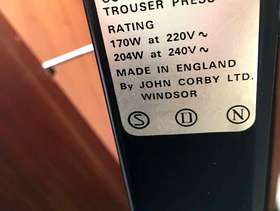 TROUSER PRESS
RATING
170W at 220V ~
204W at 240V ~
MADE IN ENGLAND
By JOHN CORBY LTD.
WINDSOR
S D N